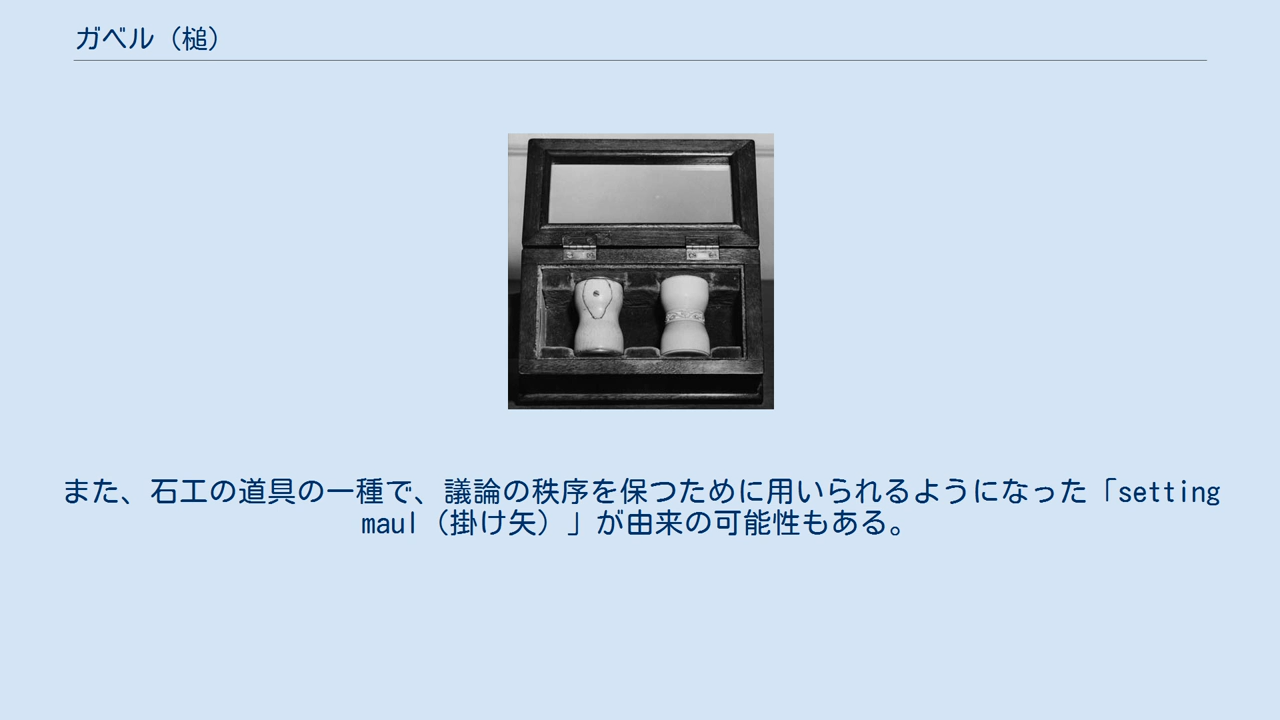 ガベル（槌）
また、石工の道具の一種で、議論の秩序を保つために用いられるようになった「setting
maul（掛け矢）」が由来の可能性もある。